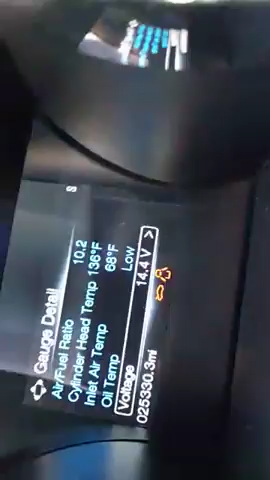 S
Gauge Detail
Air/Fuel Ratio 10.2
Cylinder Head Temp 136°F
Inlet Air Temp 68°F
Oil Temp Low
Voltage 14.4 V >
025330.3mi